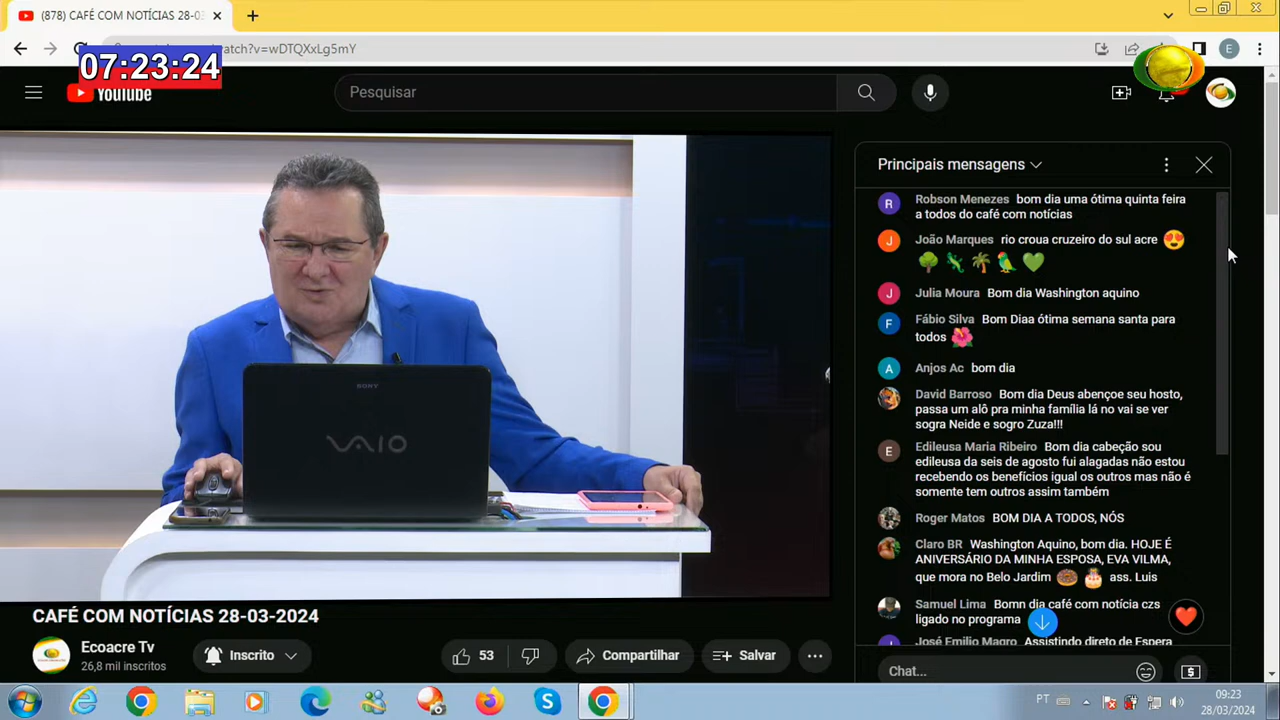 (878) CAFÉ COM NOTÍCIAS 28-03
atch?v=wDTQXxLg5mY
E
07:23:24
YouTube
Pesquisar
Principais mensagens
R Robson Menezes bom dia uma ótima quinta feira
a todos do café com notícias
J João Marques rio croua cruzeiro do sul acre 😍
🌳🦎🌴🦜💚
J Julia Moura Bom dia Washington aquino
F Fábio Silva Bom Diaa ótima semana santa para
todos 🌺
A Anjos Ac bom dia
David Barroso Bom dia Deus abençoe seu hosto,
passa um alô pra minha família lá no vai se ver
sogra Neide e sogro Zuza!!!
E Edileusa Maria Ribeiro Bom dia cabeção sou
edileusa da seis de agosto fui alagadas não estou
recebendo os benefícios igual os outros mas não é
somente tem outros assim também
Roger Matos BOM DIA A TODOS, NÓS
Claro BR Washington Aquino, bom dia. HOJE É
ANIVERSÁRIO DA MINHA ESPOSA, EVA VILMA,
que mora no Belo Jardim 🍩🎂 ass. Luis
Samuel Lima Bomn dia café com notícia czs
ligado no programa
J José Emilio Magro Assistindo direto de Espera
Chat...
SONY
VAIO
CAFÉ COM NOTÍCIAS 28-03-2024
Ecoacre Tv
26,8 mil inscritos
Inscrito
53
Compartilhar
Salvar
PT
09:23
28/03/2024